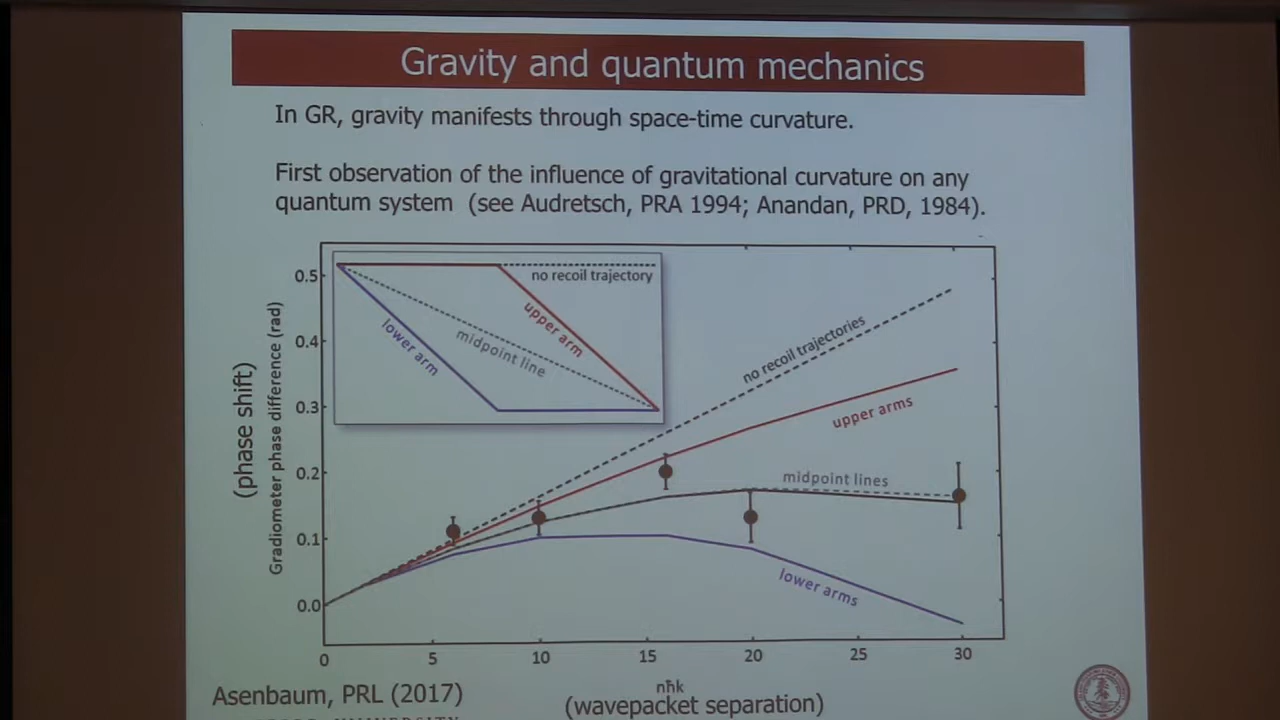 Gravity and quantum mechanics
In GR, gravity manifests through space-time curvature.
First observation of the influence of gravitational curvature on any
quantum system (see Audretsch, PRA 1994; Anandan, PRD, 1984).
(phase shift)
Gradiometer phase difference (rad)
0.5
0.4
0.3
0.2
0.1
0.0
no recoil trajectory
upper arm
midpoint line
lower arm
no recoil trajectories
upper arms
midpoint lines
lower arms
0 5 10 15 20 25 30
nħk
(wavepacket separation)
Asenbaum, PRL (2017)